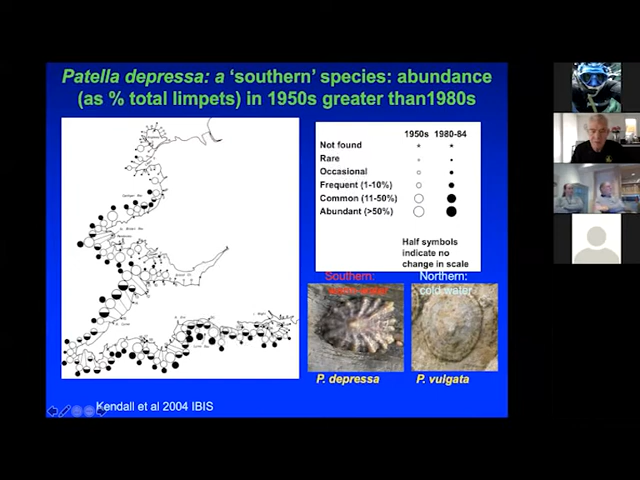 Patella depressa: a ‘southern’ species: abundance
(as % total limpets) in 1950s greater than1980s
1950s 1980-84
Not found
Rare
Occasional
Frequent (1-10%)
Common (11-50%)
Abundant (>50%)
Half symbols
indicate no
change in scale
Southern:
Northern:
cold water
P. depressa
P. vulgata
Kendall et al 2004 IBIS